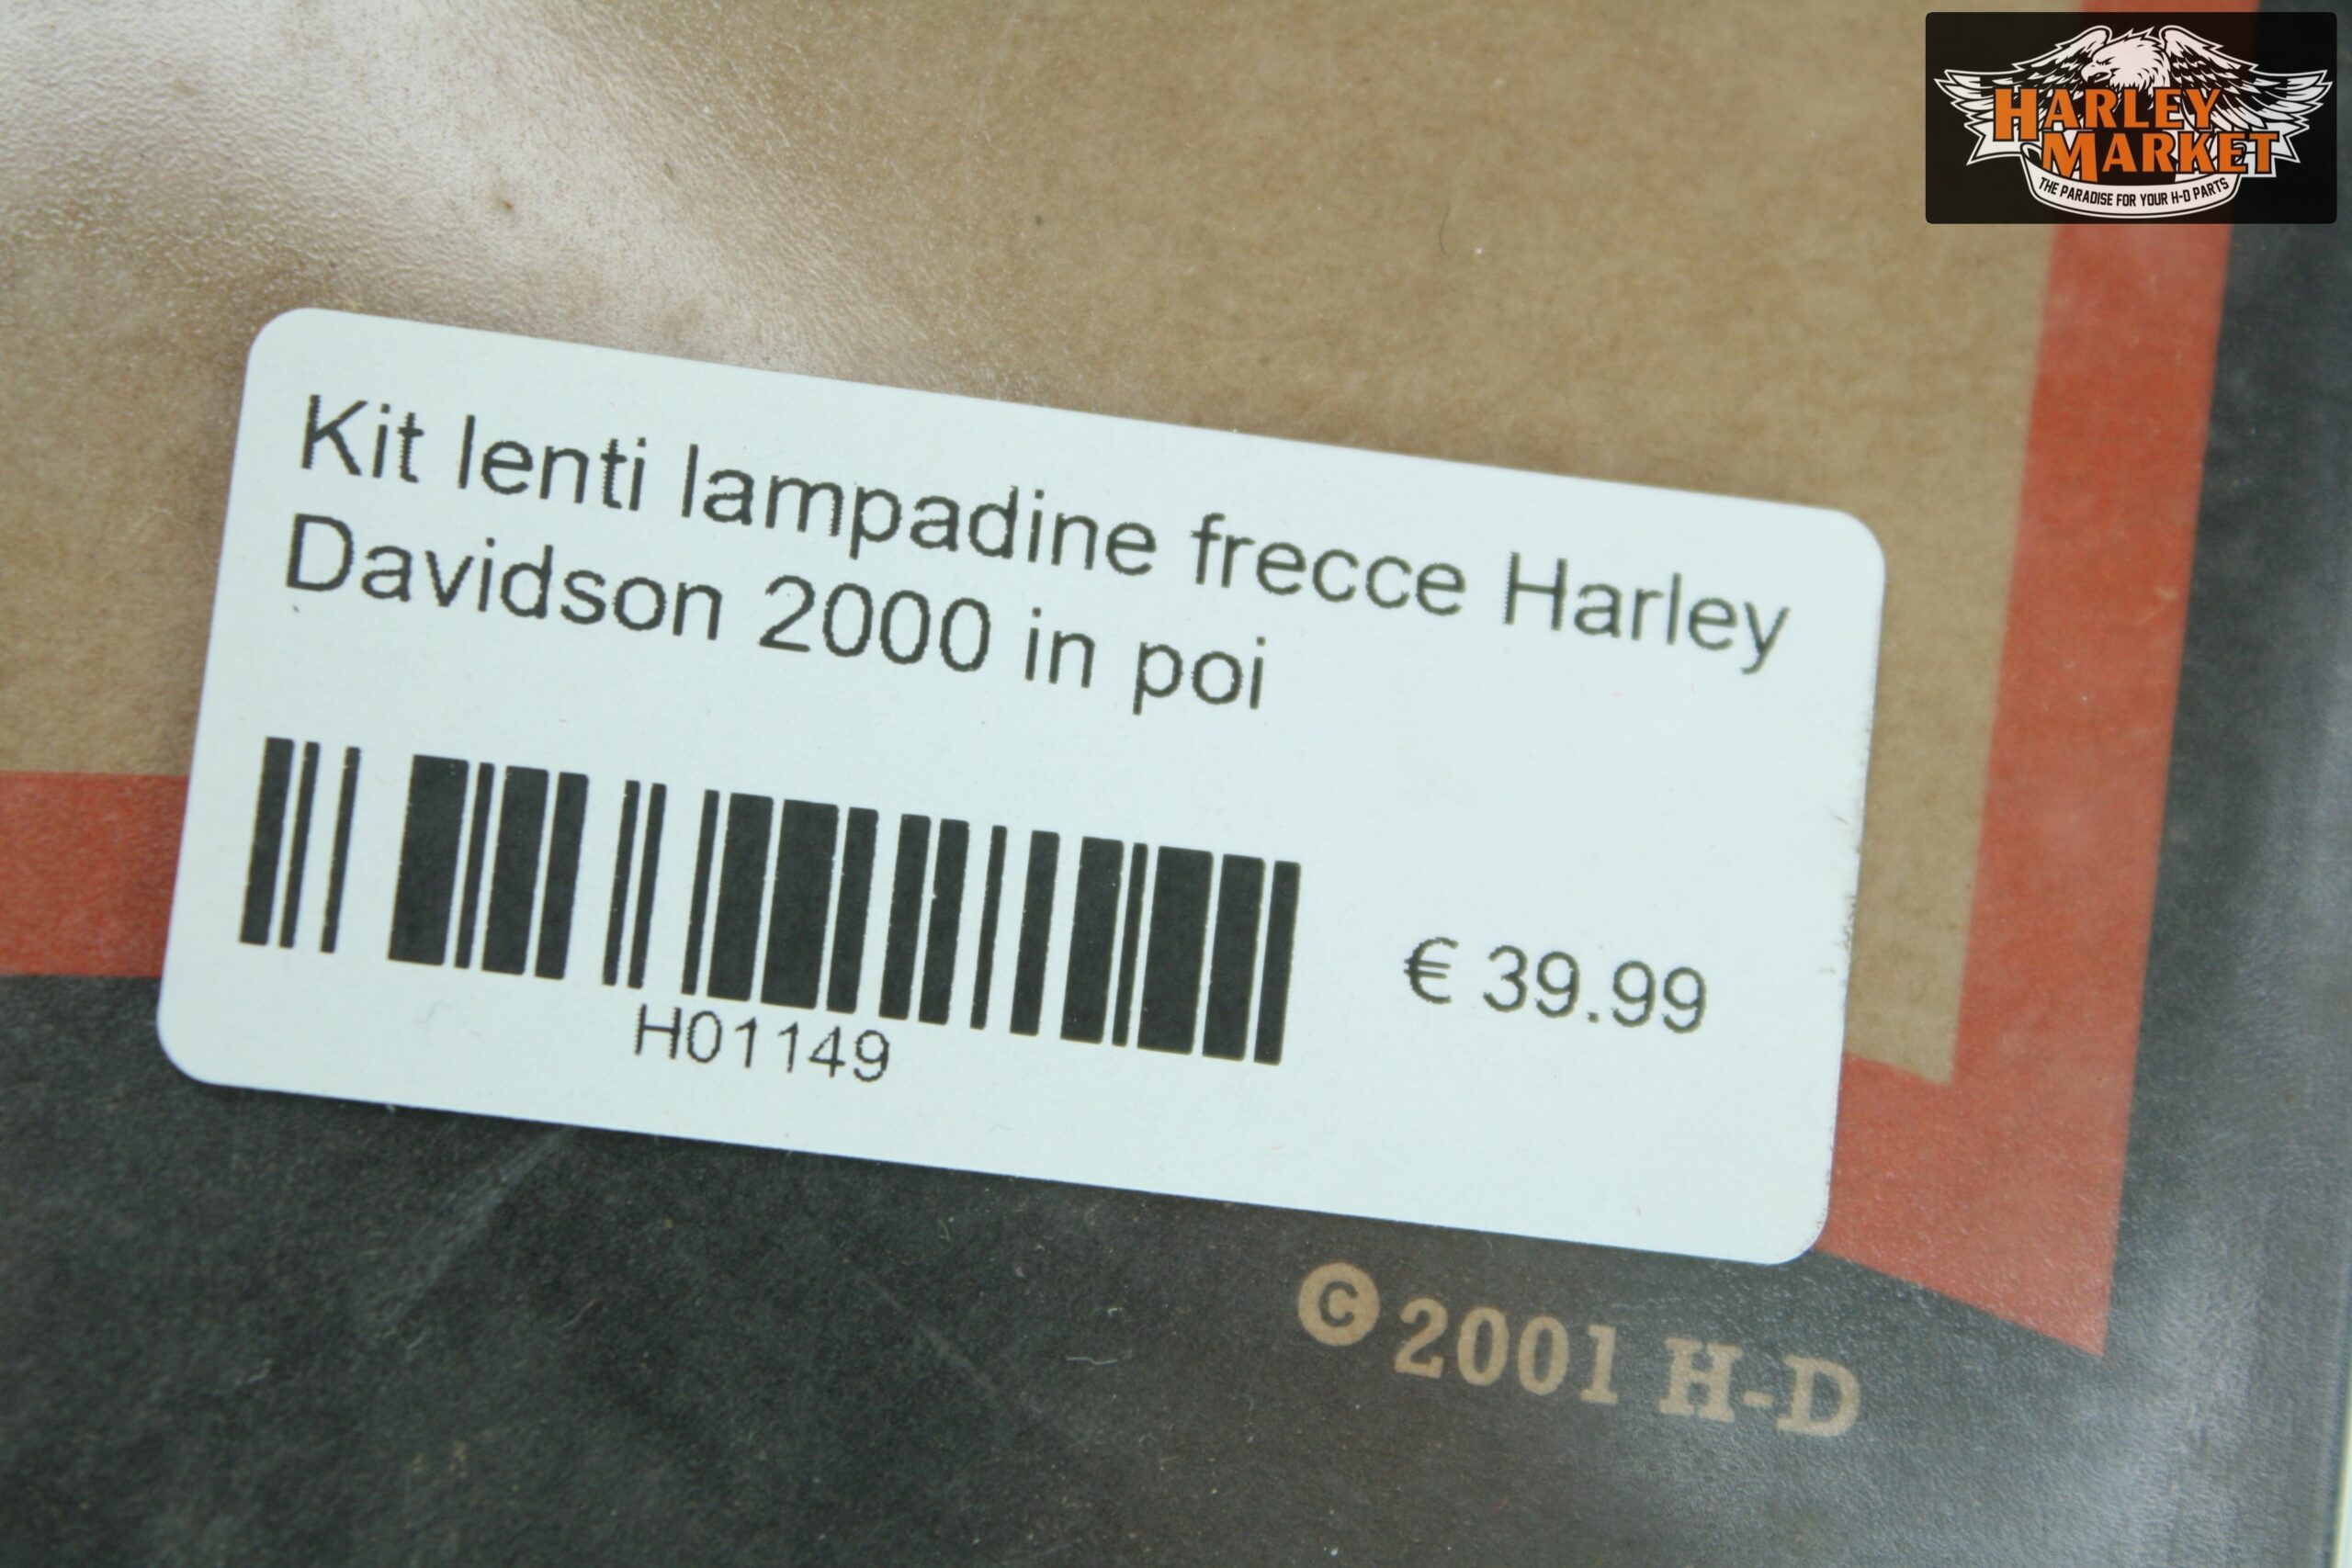 HARLEY
MARKET
THE PARADISE FOR YOUR H-D PARTS
Kit lenti lampadine frecce Harley
Davidson 2000 in poi
H01149
€ 39.99
© 2001 H-D